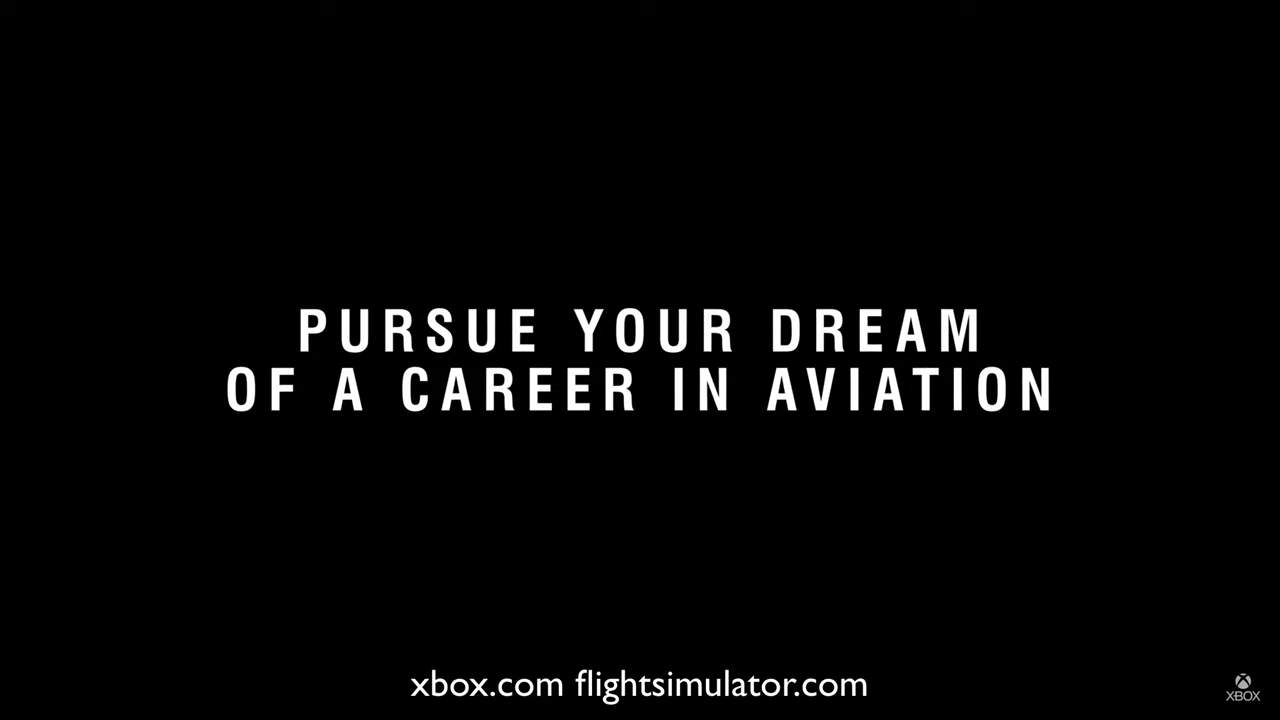 PURSUE YOUR DREAM
OF A CAREER IN AVIATION
xbox.com flightsimulator.com
XBOX